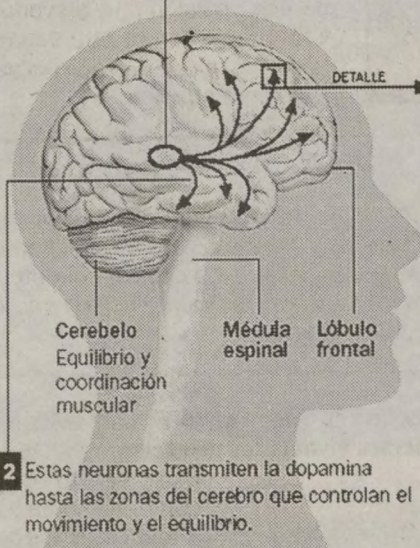 DETALLE
Cerebelo
Equilibrio y
coordinación
muscular
Médula
espinal
Lóbulo
frontal
2 Estas neuronas transmiten la dopamina
hasta las zonas del cerebro que controlan el
movimiento y el equilibrio.